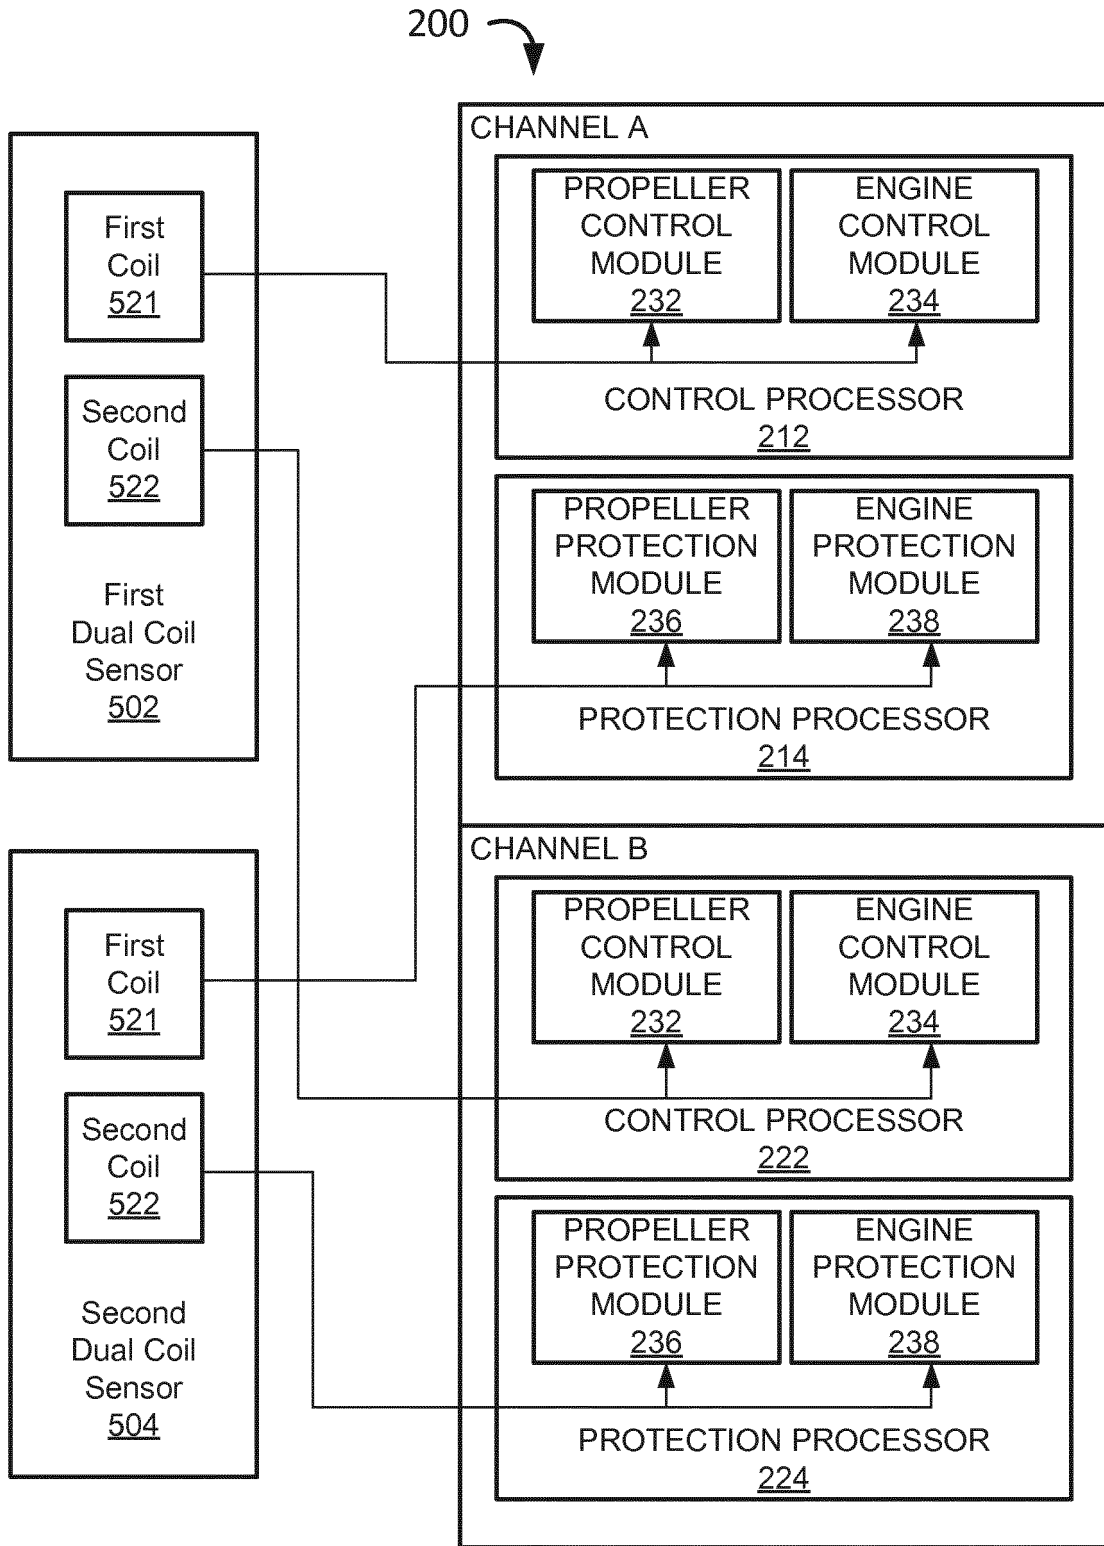 200
First
Coil
521
Second
Coil
522
First
Dual Coil
Sensor
502
First
Coil
521
Second
Coil
522
Second
Dual Coil
Sensor
504
CHANNEL A
PROPELLER
CONTROL
MODULE
232
ENGINE
CONTROL
MODULE
234
CONTROL PROCESSOR
212
PROPELLER
PROTECTION
MODULE
236
ENGINE
PROTECTION
MODULE
238
PROTECTION PROCESSOR
214
CHANNEL B
PROPELLER
CONTROL
MODULE
232
ENGINE
CONTROL
MODULE
234
CONTROL PROCESSOR
222
PROPELLER
PROTECTION
MODULE
236
ENGINE
PROTECTION
MODULE
238
PROTECTION PROCESSOR
224